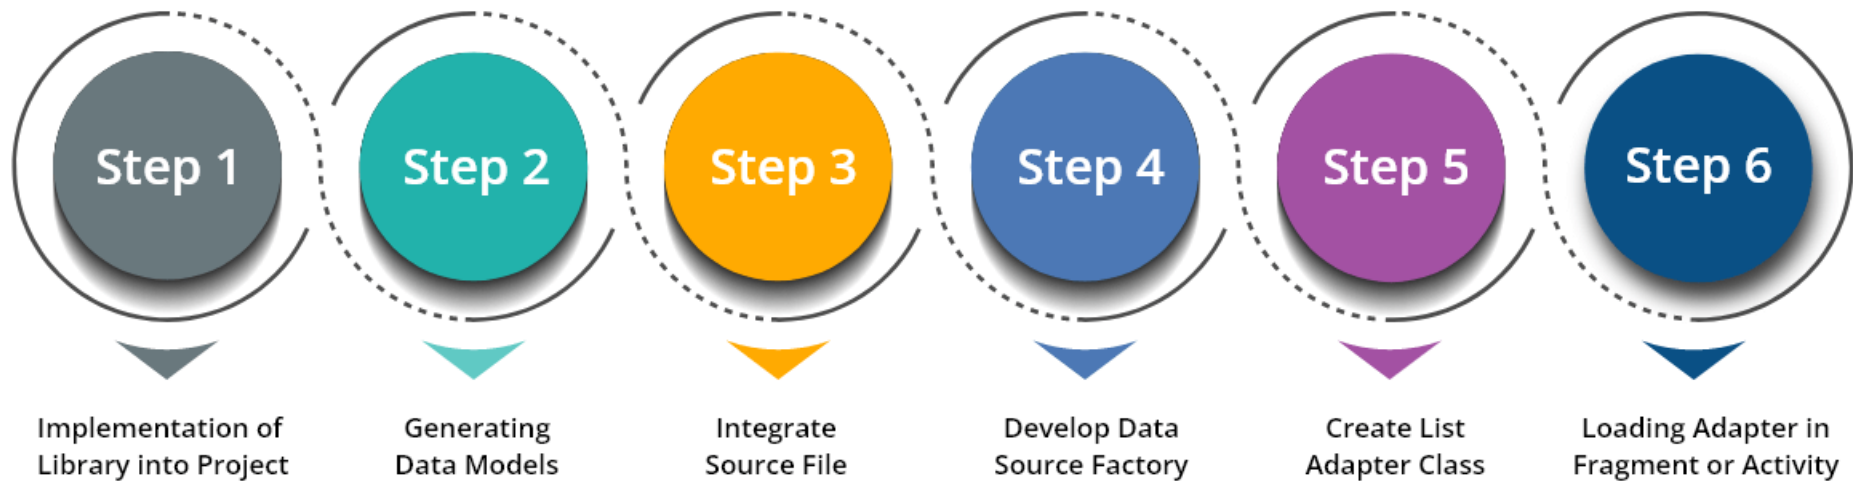 Step 1
Step 2
Step 3
Step 4
Step 5
Step 6
Implementation of
Library into Project
Generating
Data Models
Integrate
Source File
Develop Data
Source Factory
Create List
Adapter Class
Loading Adapter in
Fragment or Activity